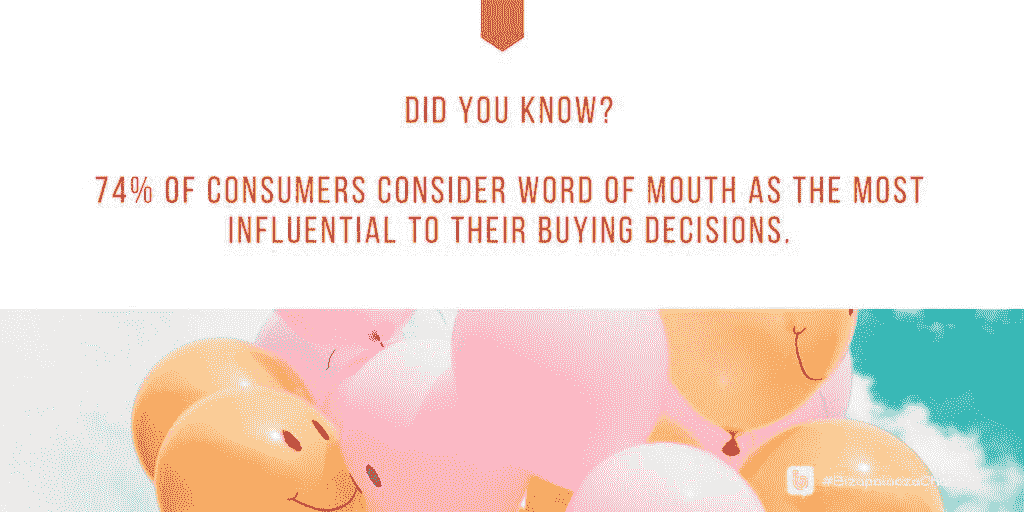 DID YOU KNOW?
74% OF CONSUMERS CONSIDER WORD OF MOUTH AS THE MOST
INFLUENTIAL TO THEIR BUYING DECISIONS.